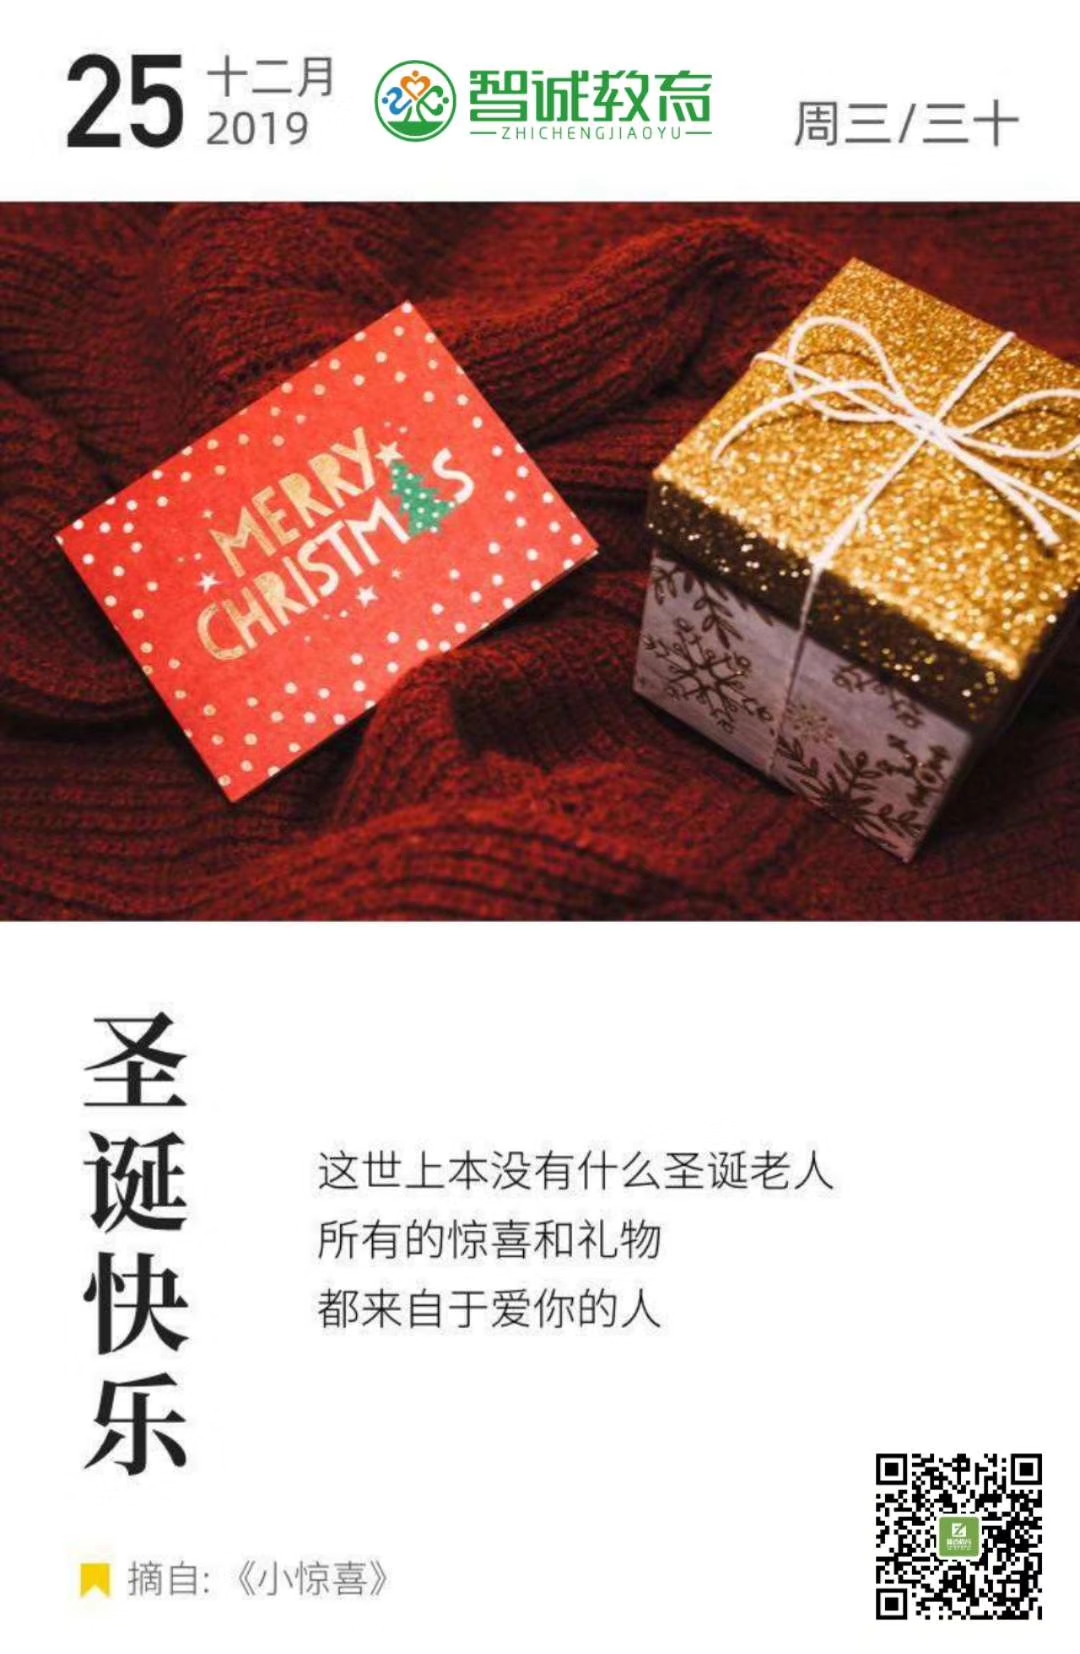 25
十二月
2019
智诚教育
ZHICHENGJIAOYU
周三/三十
MERRY
CHRISTMAS
圣诞快乐
这世上本没有什么圣诞老人
所有的惊喜和礼物
都来自于爱你的人
摘自:《小惊喜》